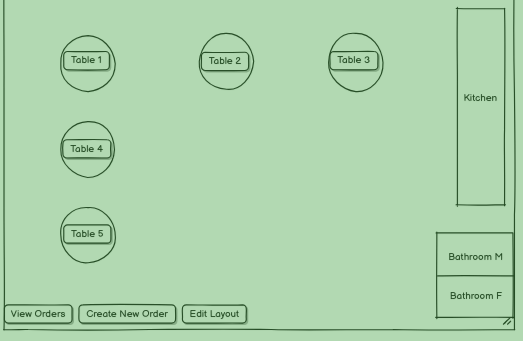 Table 1
Table 2
Table 3
Kitchen
Table 4
Table 5
Bathroom M
Bathroom F
View Orders
Create New Order
Edit Layout